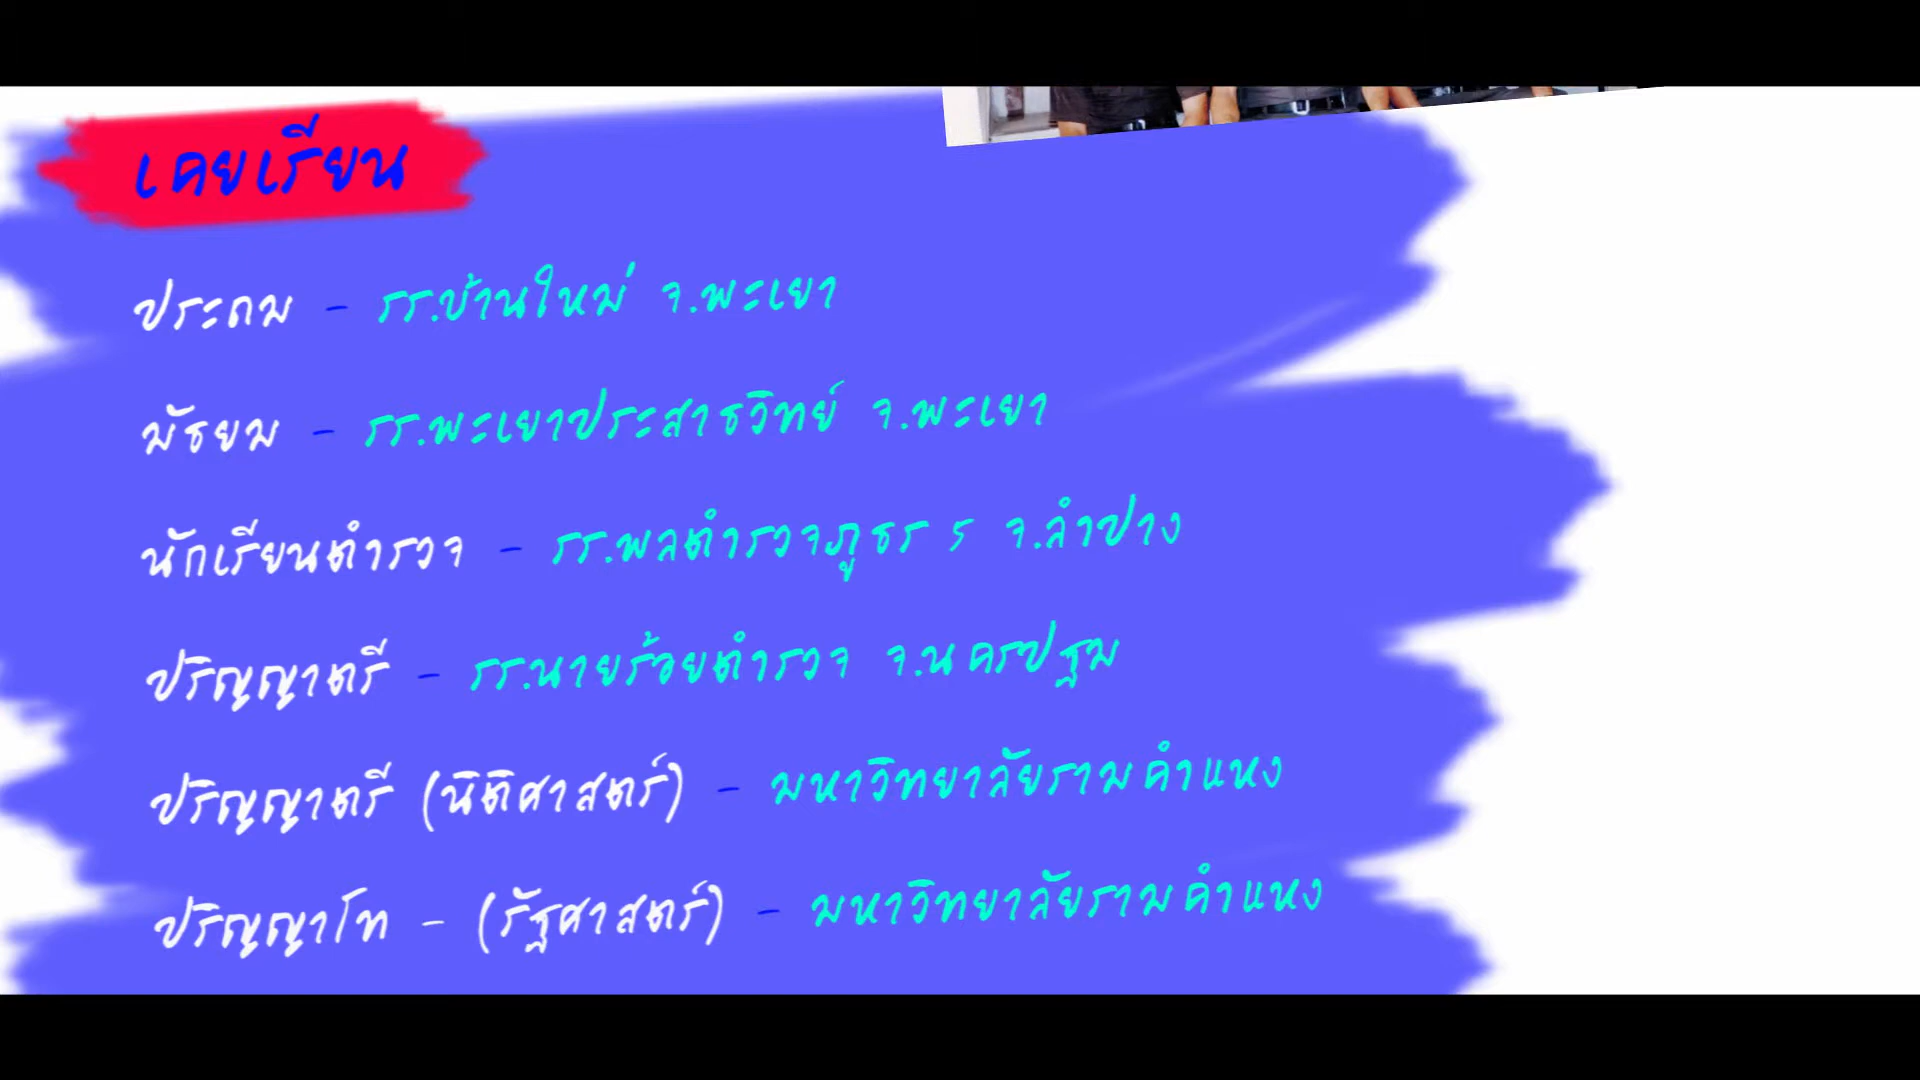 เคยเรียน
ประถม - รร.บ้านใหม่ จ.พะเยา
มัธยม - รร.พะเยาประสาธวิทย์ จ.พะเยา
นักเรียนตำรวจ - รร.พลตำรวจภูธร 5 จ.ลำปาง
ปริญญาตรี - รร.นายร้อยตำรวจ จ.นครปฐม
ปริญญาตรี (นิติศาสตร์) - มหาวิทยาลัยรามคำแหง
ปริญญาโท - (รัฐศาสตร์) - มหาวิทยาลัยรามคำแหง